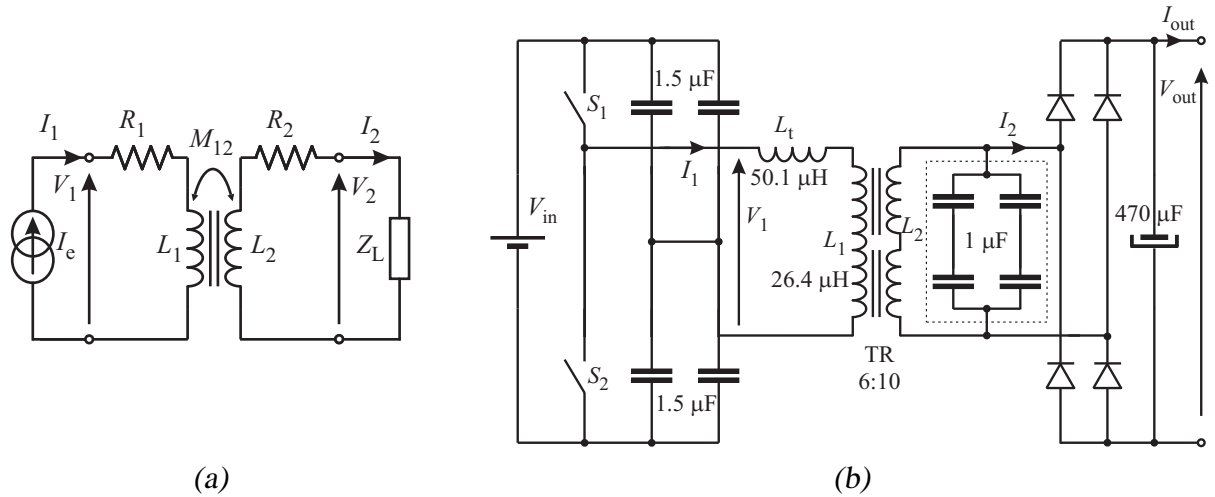 I1
R1
M12
R2
I2
V1
V2
Ie
L1
L2
ZL
(a)
Iout
1.5 µF
S1
Lt
I2
Vout
I1
50.1 µH
Vin
V1
L1
L2
1 µF
470 µF
26.4 µH
S2
TR
6:10
1.5 µF
(b)